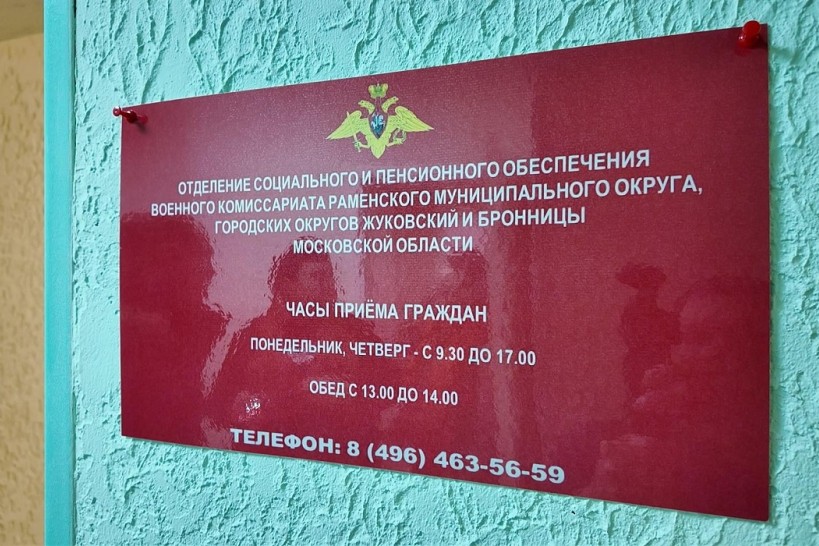 ОТДЕЛЕНИЕ СОЦИАЛЬНОГО И ПЕНСИОННОГО ОБЕСПЕЧЕНИЯ
ВОЕННОГО КОМИССАРИАТА РАМЕНСКОГО МУНИЦИПАЛЬНОГО ОКРУГА,
ГОРОДСКИХ ОКРУГОВ ЖУКОВСКИЙ И БРОННИЦЫ
МОСКОВСКОЙ ОБЛАСТИ
ЧАСЫ ПРИЁМА ГРАЖДАН
ПОНЕДЕЛЬНИК, ЧЕТВЕРГ - С 9.30 ДО 17.00
ОБЕД С 13.00 ДО 14.00
ТЕЛЕФОН: 8 (496) 463-56-59